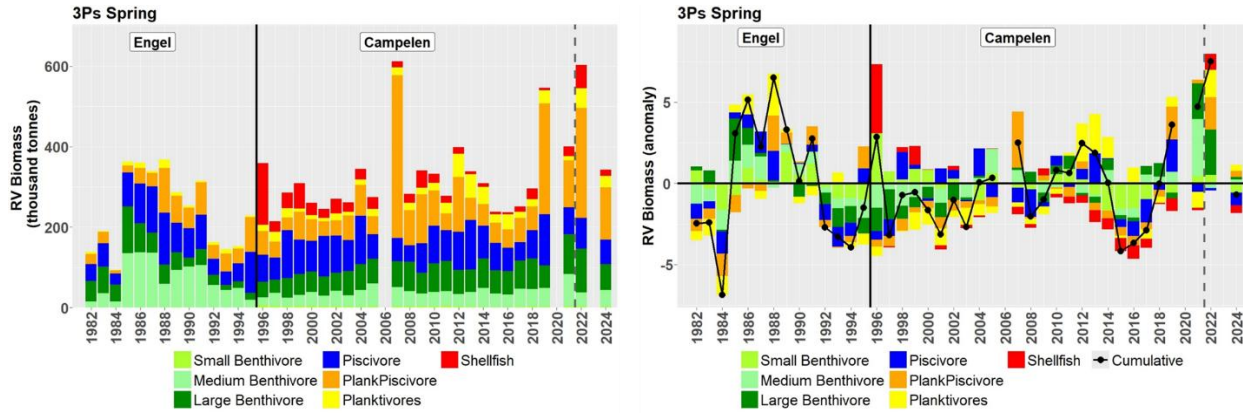 3Ps Spring
Engel
Campelen
RV Biomass
(thousand tonnes)
600
400
200
0
1982
1984
1986
1988
1990
1992
1994
1996
1998
2000
2002
2004
2006
2008
2010
2012
2014
2016
2018
2020
2022
2024
Small Benthivore
Piscivore
Shellfish
Medium Benthivore
PlankPiscivore
Large Benthivore
Planktivores
3Ps Spring
Engel
Campelen
RV Biomass (anomaly)
5
0
-5
1982
1984
1986
1988
1990
1992
1994
1996
1998
2000
2002
2004
2006
2008
2010
2012
2014
2016
2018
2020
2022
2024
Small Benthivore
Piscivore
Shellfish
Cumulative
Medium Benthivore
PlankPiscivore
Large Benthivore
Planktivores